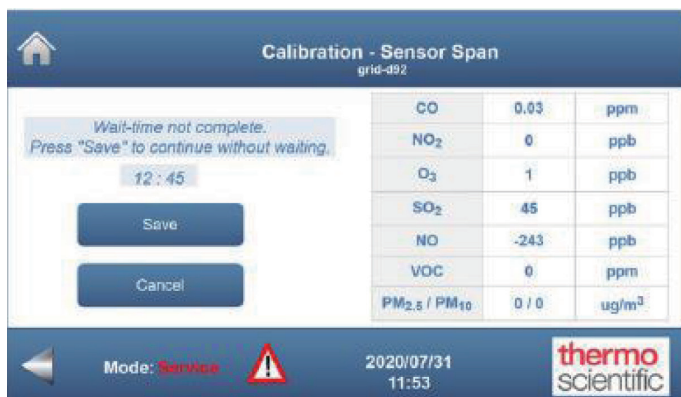 Calibration - Sensor Span
grid-d92
Wait-time not complete.
Press "Save" to continue without waiting.
12 : 45
Save
Cancel
CO 0.03 ppm
NO₂ 0 ppb
O₃ 1 ppb
SO₂ 45 ppb
NO -243 ppb
VOC 0 ppm
PM₂.₅ / PM₁₀ 0 / 0 ug/m³
Mode: Service
2020/07/31
11:53
thermo
scientific